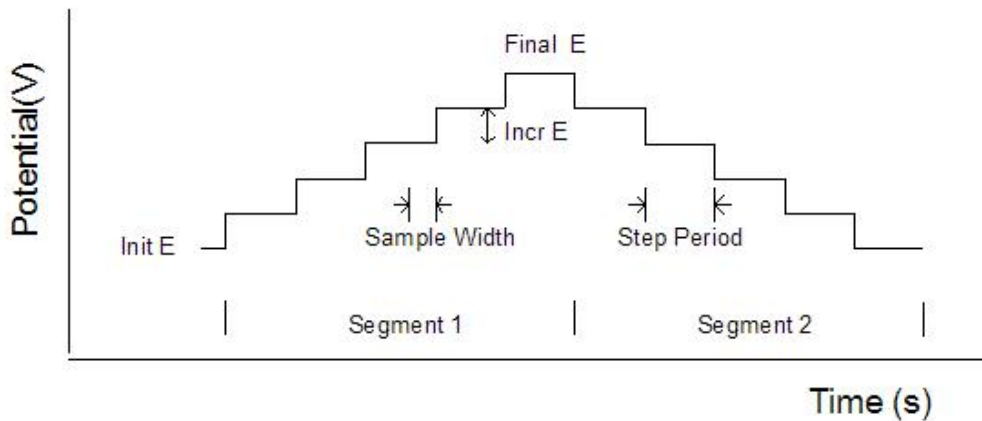 Potential(V)
Final E
Incr E
Sample Width
Step Period
Init E
Segment 1
Segment 2
Time (s)